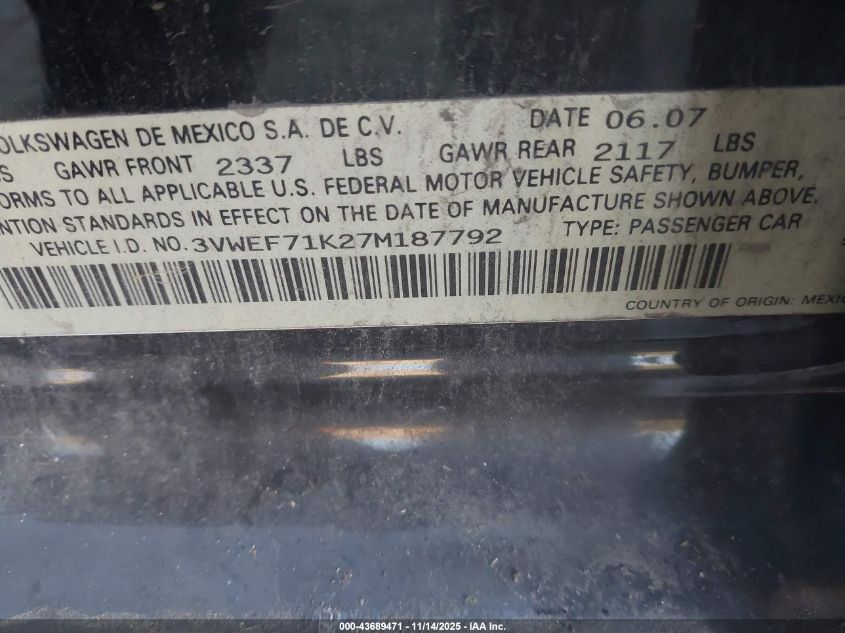 OLKSWAGEN DE MEXICO S.A. DE C.V. DATE 06.07
GAWR FRONT 2337 LBS GAWR REAR 2117 LBS
ORMS TO ALL APPLICABLE U.S. FEDERAL MOTOR VEHICLE SAFETY, BUMPER,
NTION STANDARDS IN EFFECT ON THE DATE OF MANUFACTURE SHOWN ABOVE.
VEHICLE I.D. NO. 3VWEF71K27M187792 TYPE: PASSENGER CAR
COUNTRY OF ORIGIN: MEXIC
000-43689471 - 11/14/2025 - IAA Inc.